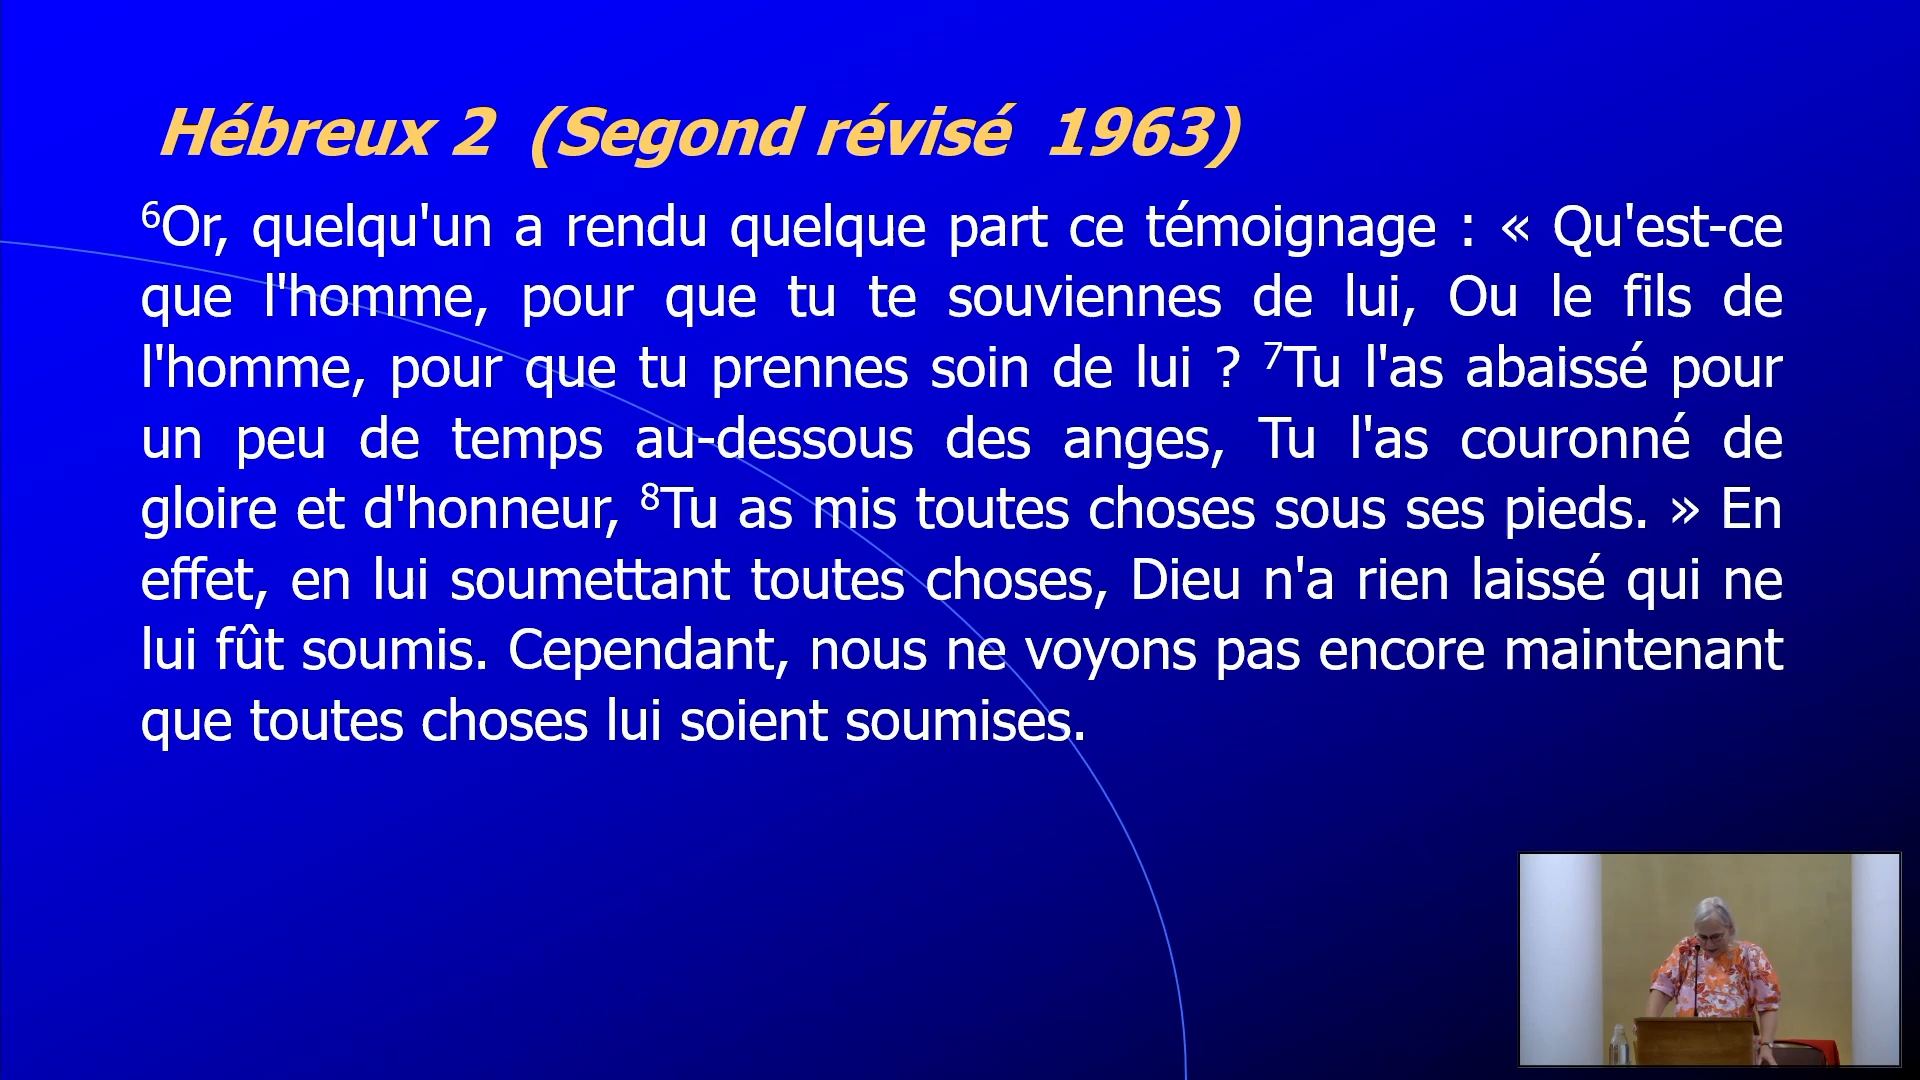 Hébreux 2 (Segond révisé 1963)
⁶Or, quelqu'un a rendu quelque part ce témoignage : « Qu'est-ce
que l'homme, pour que tu te souviennes de lui, Ou le fils de
l'homme, pour que tu prennes soin de lui ? ⁷Tu l'as abaissé pour
un peu de temps au-dessous des anges, Tu l'as couronné de
gloire et d'honneur, ⁸Tu as mis toutes choses sous ses pieds. » En
effet, en lui soumettant toutes choses, Dieu n'a rien laissé qui ne
lui fût soumis. Cependant, nous ne voyons pas encore maintenant
que toutes choses lui soient soumises.